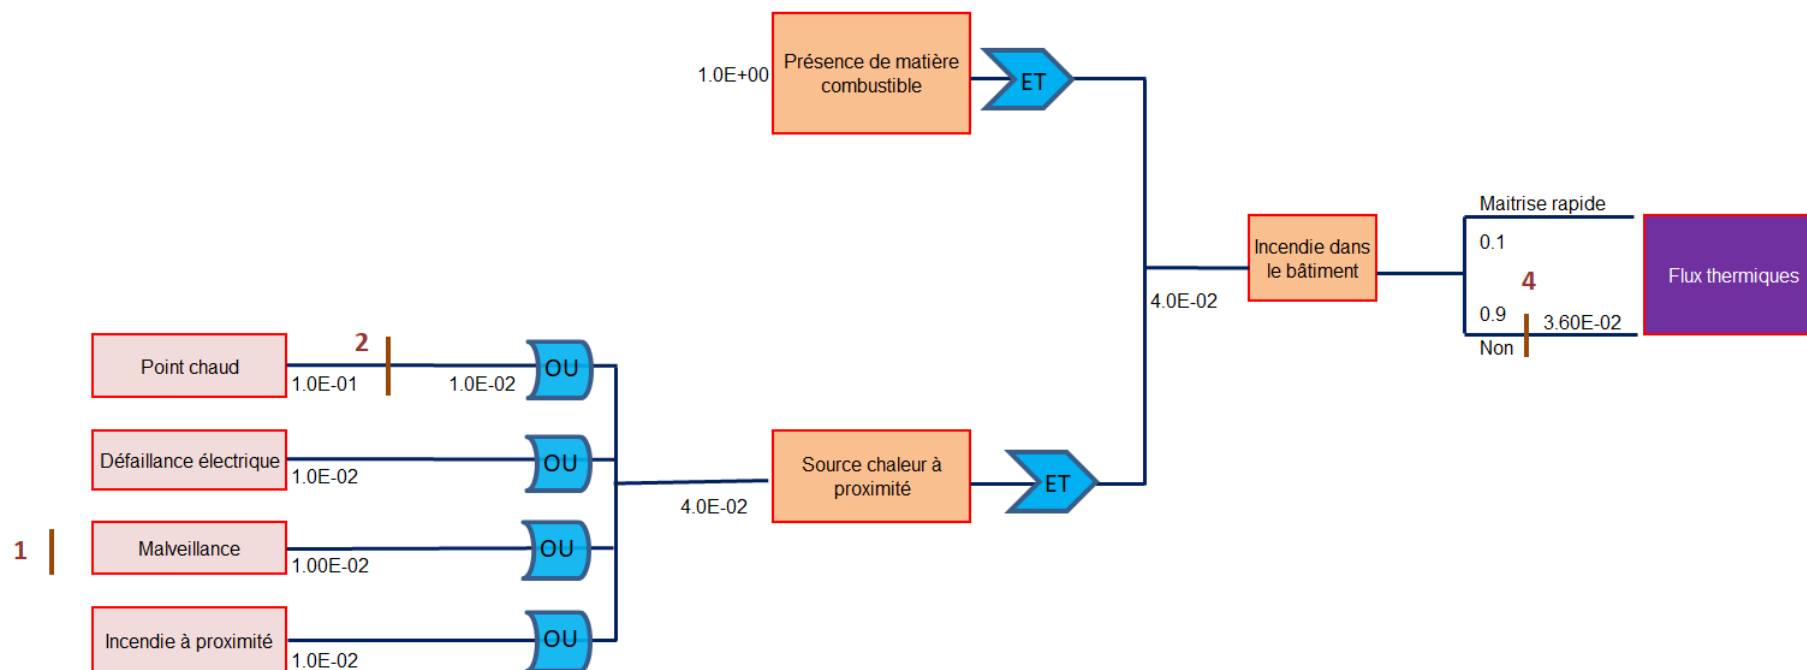 Présence de matière
combustible
1.0E+00
ET
Maitrise rapide
0.1
4
0.9
3.60E-02
Non
Flux thermiques
Incendie dans
le bâtiment
4.0E-02
2
Point chaud
1.0E-01
1.0E-02
OU
Défaillance électrique
1.0E-02
OU
Source chaleur à
proximité
4.0E-02
ET
1
Malveillance
1.00E-02
OU
Incendie à proximité
1.0E-02
OU